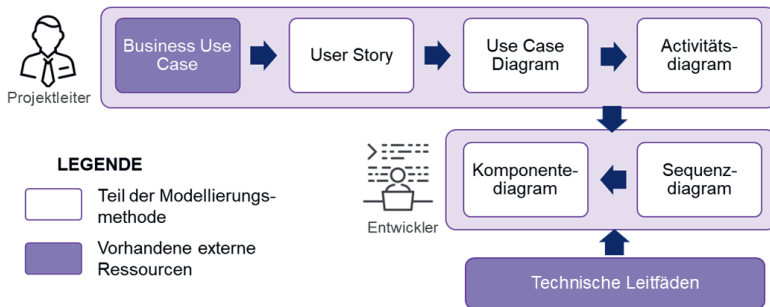 Business Use
Case
User Story
Use Case
Diagram
Activitäts-
diagram
Projektleiter
LEGENDE
Teil der Modellierungs-
methode
Vorhandene externe
Ressourcen
Entwickler
Komponente-
diagram
Sequenz-
diagram
Technische Leitfäden